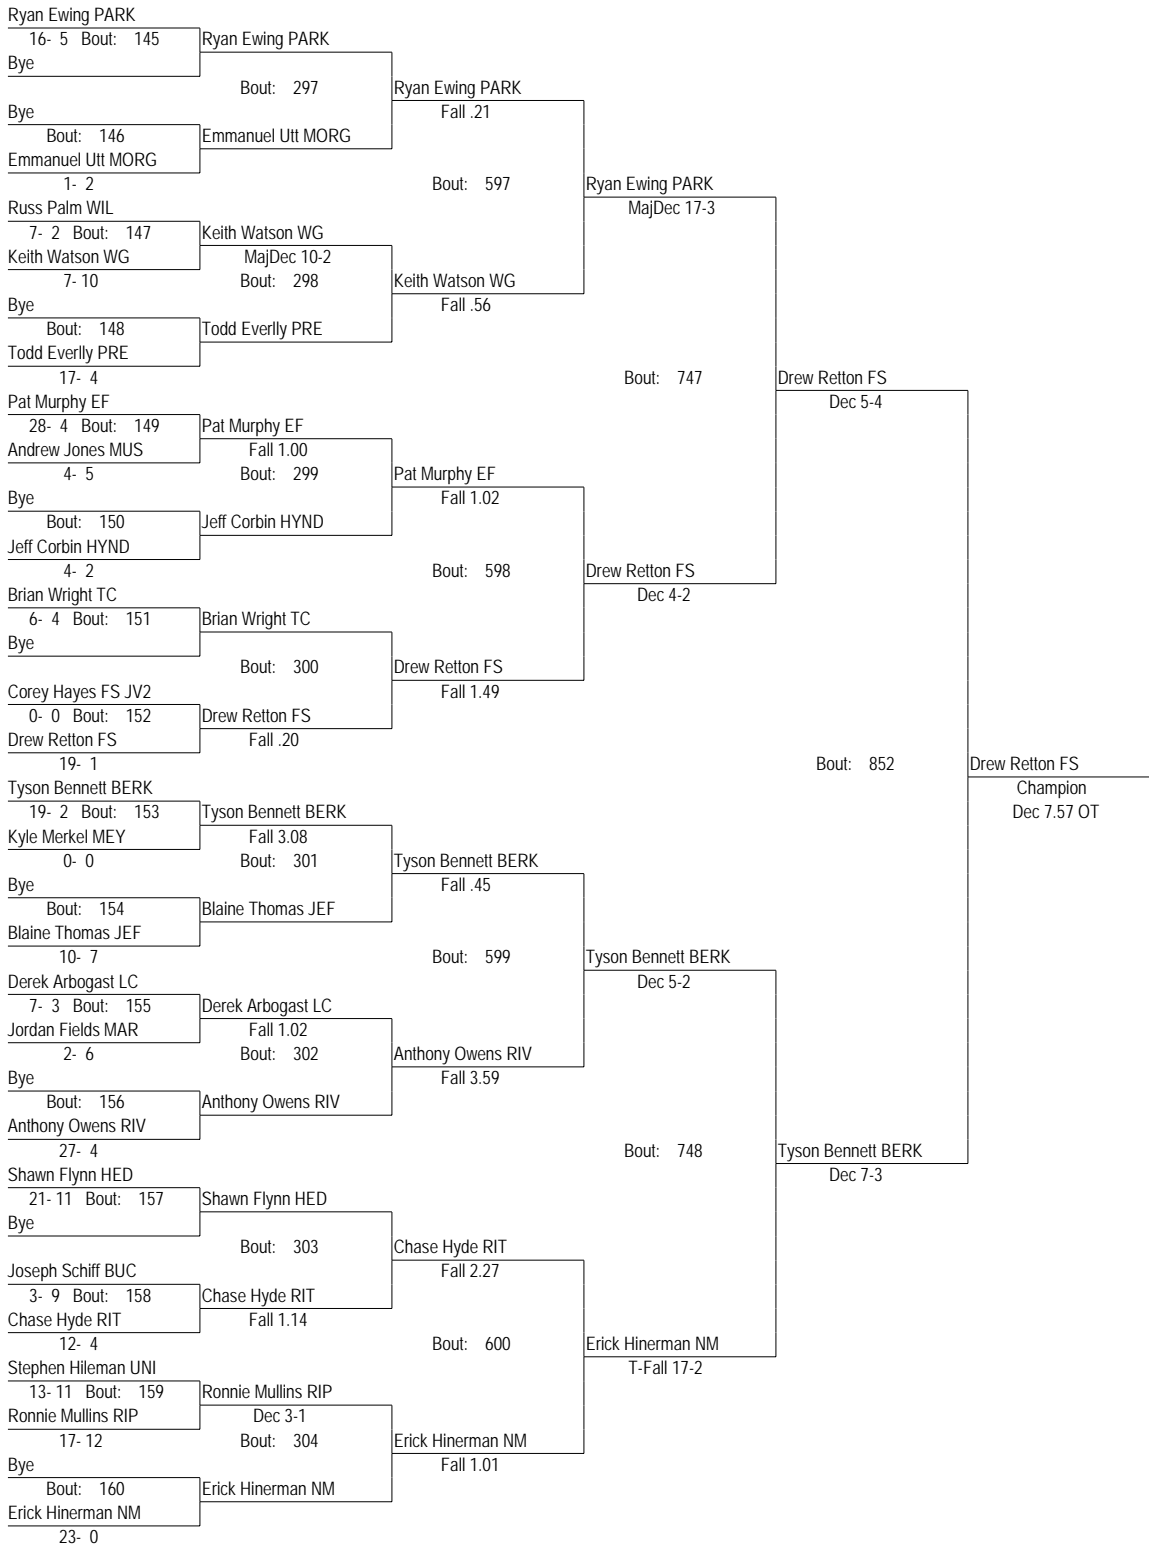 Ryan Ewing PARK
16- 5 Bout: 145 Ryan Ewing PARK
Bye
Bout: 297 Ryan Ewing PARK
Bye Fall .21
Bout: 146 Emmanuel Utt MORG
Emmanuel Utt MORG
1- 2 Bout: 597 Ryan Ewing PARK
Russ Palm WIL MajDec 17-3
7- 2 Bout: 147 Keith Watson WG
Keith Watson WG MajDec 10-2
7- 10 Bout: 298 Keith Watson WG
Bye Fall .56
Bout: 148 Todd Everlly PRE
Todd Everlly PRE
17- 4 Bout: 747 Drew Retton FS
Pat Murphy EF Dec 5-4
28- 4 Bout: 149 Pat Murphy EF
Andrew Jones MUS Fall 1.00
4- 5 Bout: 299 Pat Murphy EF
Bye Fall 1.02
Bout: 150 Jeff Corbin HYND
Jeff Corbin HYND
4- 2 Bout: 598 Drew Retton FS
Brian Wright TC Dec 4-2
6- 4 Bout: 151 Brian Wright TC
Bye
Bout: 300 Drew Retton FS
Corey Hayes FS JV2 Fall 1.49
0- 0 Bout: 152 Drew Retton FS
Drew Retton FS Fall .20
19- 1 Bout: 852 Drew Retton FS
Tyson Bennett BERK Champion
19- 2 Bout: 153 Tyson Bennett BERK Dec 7.57 OT
Kyle Merkel MEY Fall 3.08
0- 0 Bout: 301 Tyson Bennett BERK
Bye Fall .45
Bout: 154 Blaine Thomas JEF
Blaine Thomas JEF
10- 7 Bout: 599 Tyson Bennett BERK
Derek Arbogast LC Dec 5-2
7- 3 Bout: 155 Derek Arbogast LC
Jordan Fields MAR Fall 1.02
2- 6 Bout: 302 Anthony Owens RIV
Bye Fall 3.59
Bout: 156 Anthony Owens RIV
Anthony Owens RIV
27- 4 Bout: 748 Tyson Bennett BERK
Shawn Flynn HED Dec 7-3
21- 11 Bout: 157 Shawn Flynn HED
Bye
Bout: 303 Chase Hyde RIT
Joseph Schiff BUC Fall 2.27
3- 9 Bout: 158 Chase Hyde RIT
Chase Hyde RIT Fall 1.14
12- 4 Bout: 600 Erick Hinerman NM
Stephen Hileman UNI T-Fall 17-2
13- 11 Bout: 159 Ronnie Mullins RIP
Ronnie Mullins RIP Dec 3-1
17- 12 Bout: 304 Erick Hinerman NM
Bye Fall 1.01
Bout: 160 Erick Hinerman NM
Erick Hinerman NM
23- 0